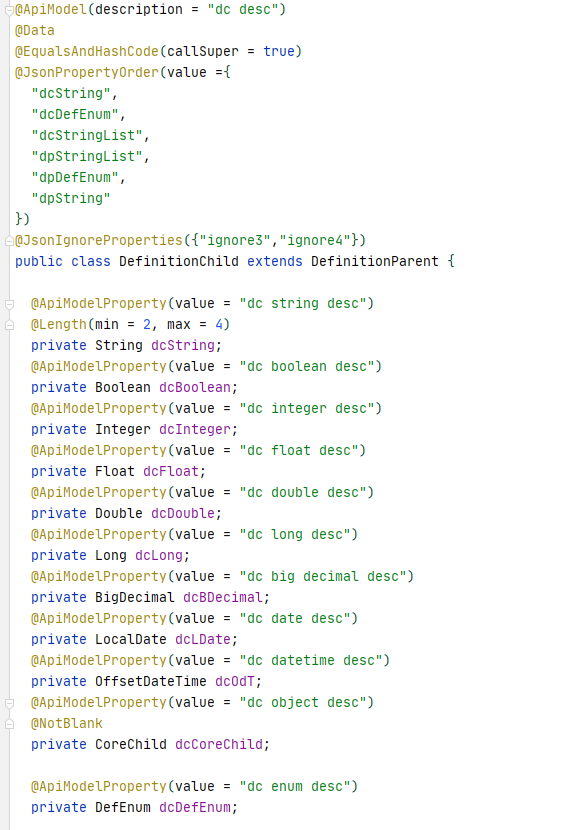 @ApiModel(description = "dc desc")
@Data
@EqualsAndHashCode(callSuper = true)
@JsonPropertyOrder(value ={
  "dcString",
  "dcDefEnum",
  "dcStringList",
  "dpStringList",
  "dpDefEnum",
  "dpString"
})
@JsonIgnoreProperties({"ignore3","ignore4"})
public class DefinitionChild extends DefinitionParent {
  @ApiModelProperty(value = "dc string desc")
  @Length(min = 2, max = 4)
  private String dcString;
  @ApiModelProperty(value = "dc boolean desc")
  private Boolean dcBoolean;
  @ApiModelProperty(value = "dc integer desc")
  private Integer dcInteger;
  @ApiModelProperty(value = "dc float desc")
  private Float dcFloat;
  @ApiModelProperty(value = "dc double desc")
  private Double dcDouble;
  @ApiModelProperty(value = "dc long desc")
  private Long dcLong;
  @ApiModelProperty(value = "dc big decimal desc")
  private BigDecimal dcBDecimal;
  @ApiModelProperty(value = "dc date desc")
  private LocalDate dcLDate;
  @ApiModelProperty(value = "dc datetime desc")
  private OffsetDateTime dcOdT;
  @ApiModelProperty(value = "dc object desc")
  @NotBlank
  private CoreChild dcCoreChild;
  @ApiModelProperty(value = "dc enum desc")
  private DefEnum dcDefEnum;